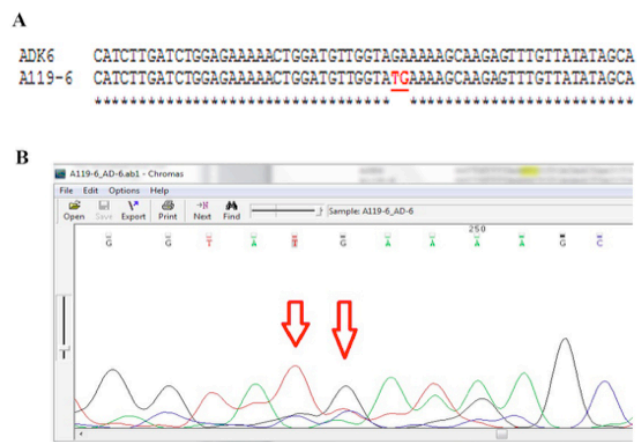 A
ADK6 CATCTTGATCTGGAGAAAAACTGGATGTTGGTAGAAAAAGCAAGAGTTTGTTATATAGCA
A119-6 CATCTTGATCTGGAGAAAAACTGGATGTTGGTATGAAAAGCAAGAGTTTGTTATATAGCA
*********************************  *************************
B
A119-6_AD-6.ab1 - Chromas
File Edit Options Help
Open Save Export Print Next Find Sample: A119-6_AD-6
250
G G T A T G A A A A G C